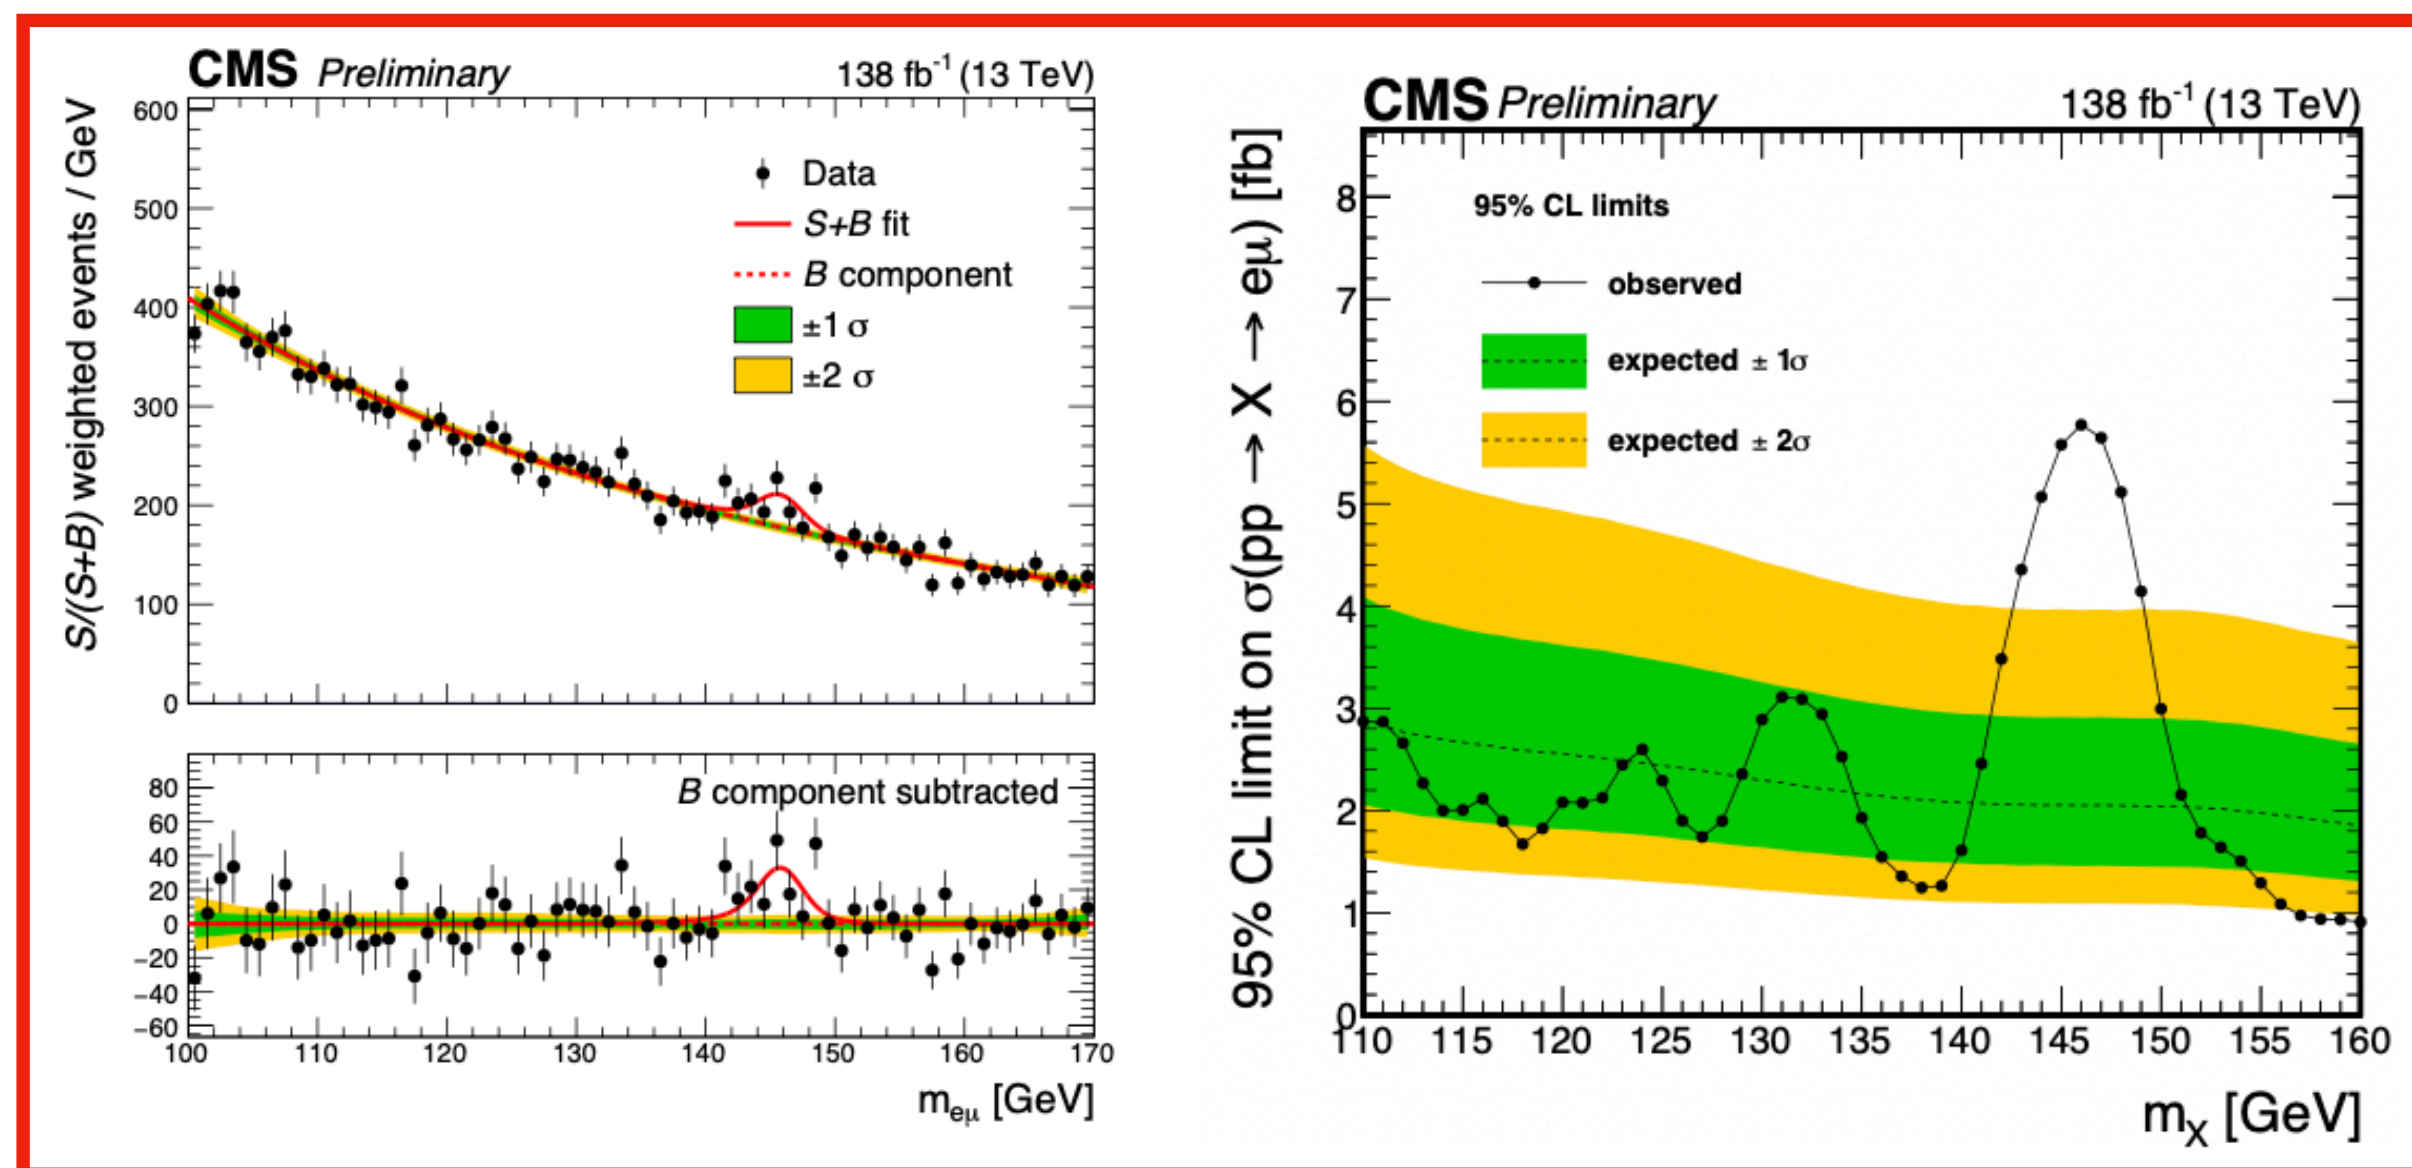 CMS Preliminary 138 fb⁻¹ (13 TeV)
S/(S+B) weighted events / GeV
600
500
400
300
200
100
0
Data
S+B fit
B component
±1 σ
±2 σ
B component subtracted
80
60
40
20
0
−20
−40
−60
100 110 120 130 140 150 160 170
m_eμ [GeV]
CMS Preliminary 138 fb⁻¹ (13 TeV)
95% CL limit on σ(pp → X → eμ) [fb]
8
7
6
5
4
3
2
1
0
95% CL limits
observed
expected ± 1σ
expected ± 2σ
110 115 120 125 130 135 140 145 150 155 160
m_X [GeV]